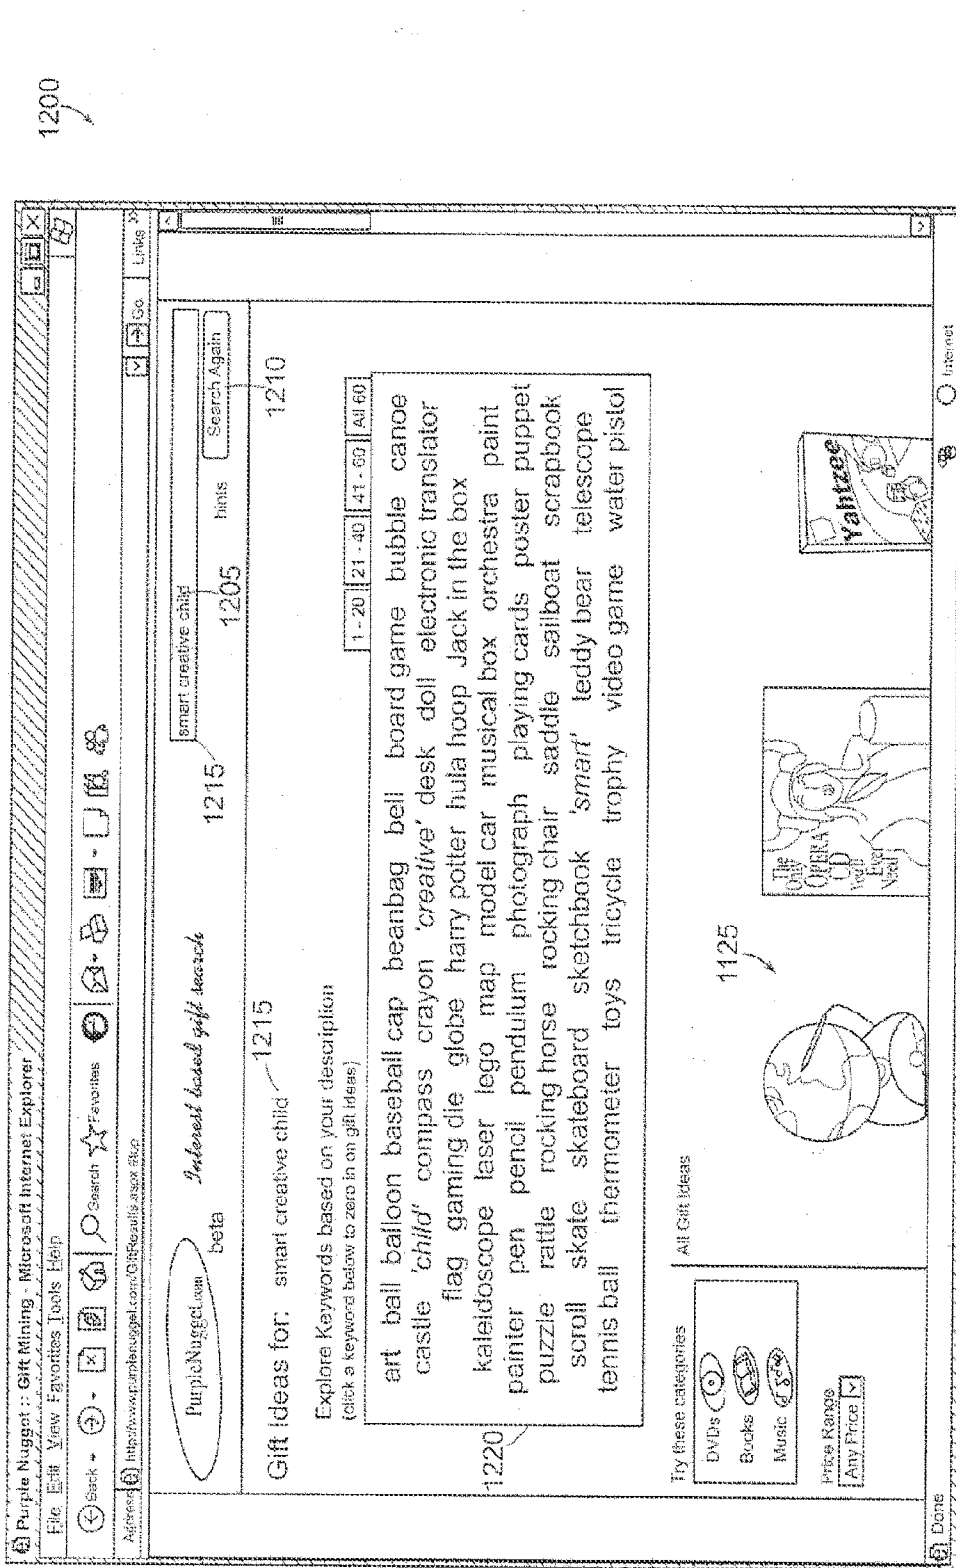 1200
Purple Nugget :: Gift Mining - Microsoft Internet Explorer
File Edit View Favorites Tools Help
Back Search Favorites
Address http://www.purplenugget.com/GiftResults.aspx Go Links »
PurpleNugget.com
beta
Interest based gift search
smart creative child
Search Again
hints
1215
1205
1210
Gift Ideas for: smart creative child
1215
Explore Keywords based on your description
(click a keyword below to zero in on gift ideas)
1 - 20 21 - 40 41 - 60 All 60
art ball balloon baseball cap beanbag bell board game bubble canoe
castle 'child' compass crayon 'creative' desk doll electronic translator
flag gaming die globe harry potter hula hoop Jack in the box
kaleidoscope laser lego map model car musical box orchestra paint
painter pen pencil pendulum photograph playing cards poster puppet
puzzle rattle rocking horse rocking chair saddle sailboat scrapbook
scroll skate skateboard sketchbook 'smart' teddy bear telescope
tennis ball thermometer toys tricycle trophy video game water pistol
1220
Try these categories
DVDs
Books
Music
Price Range
Any Price
All Gift Ideas
1125
The
Only
OPERA
CD
You'll
Ever
Need
Yahtzee
Done
Internet